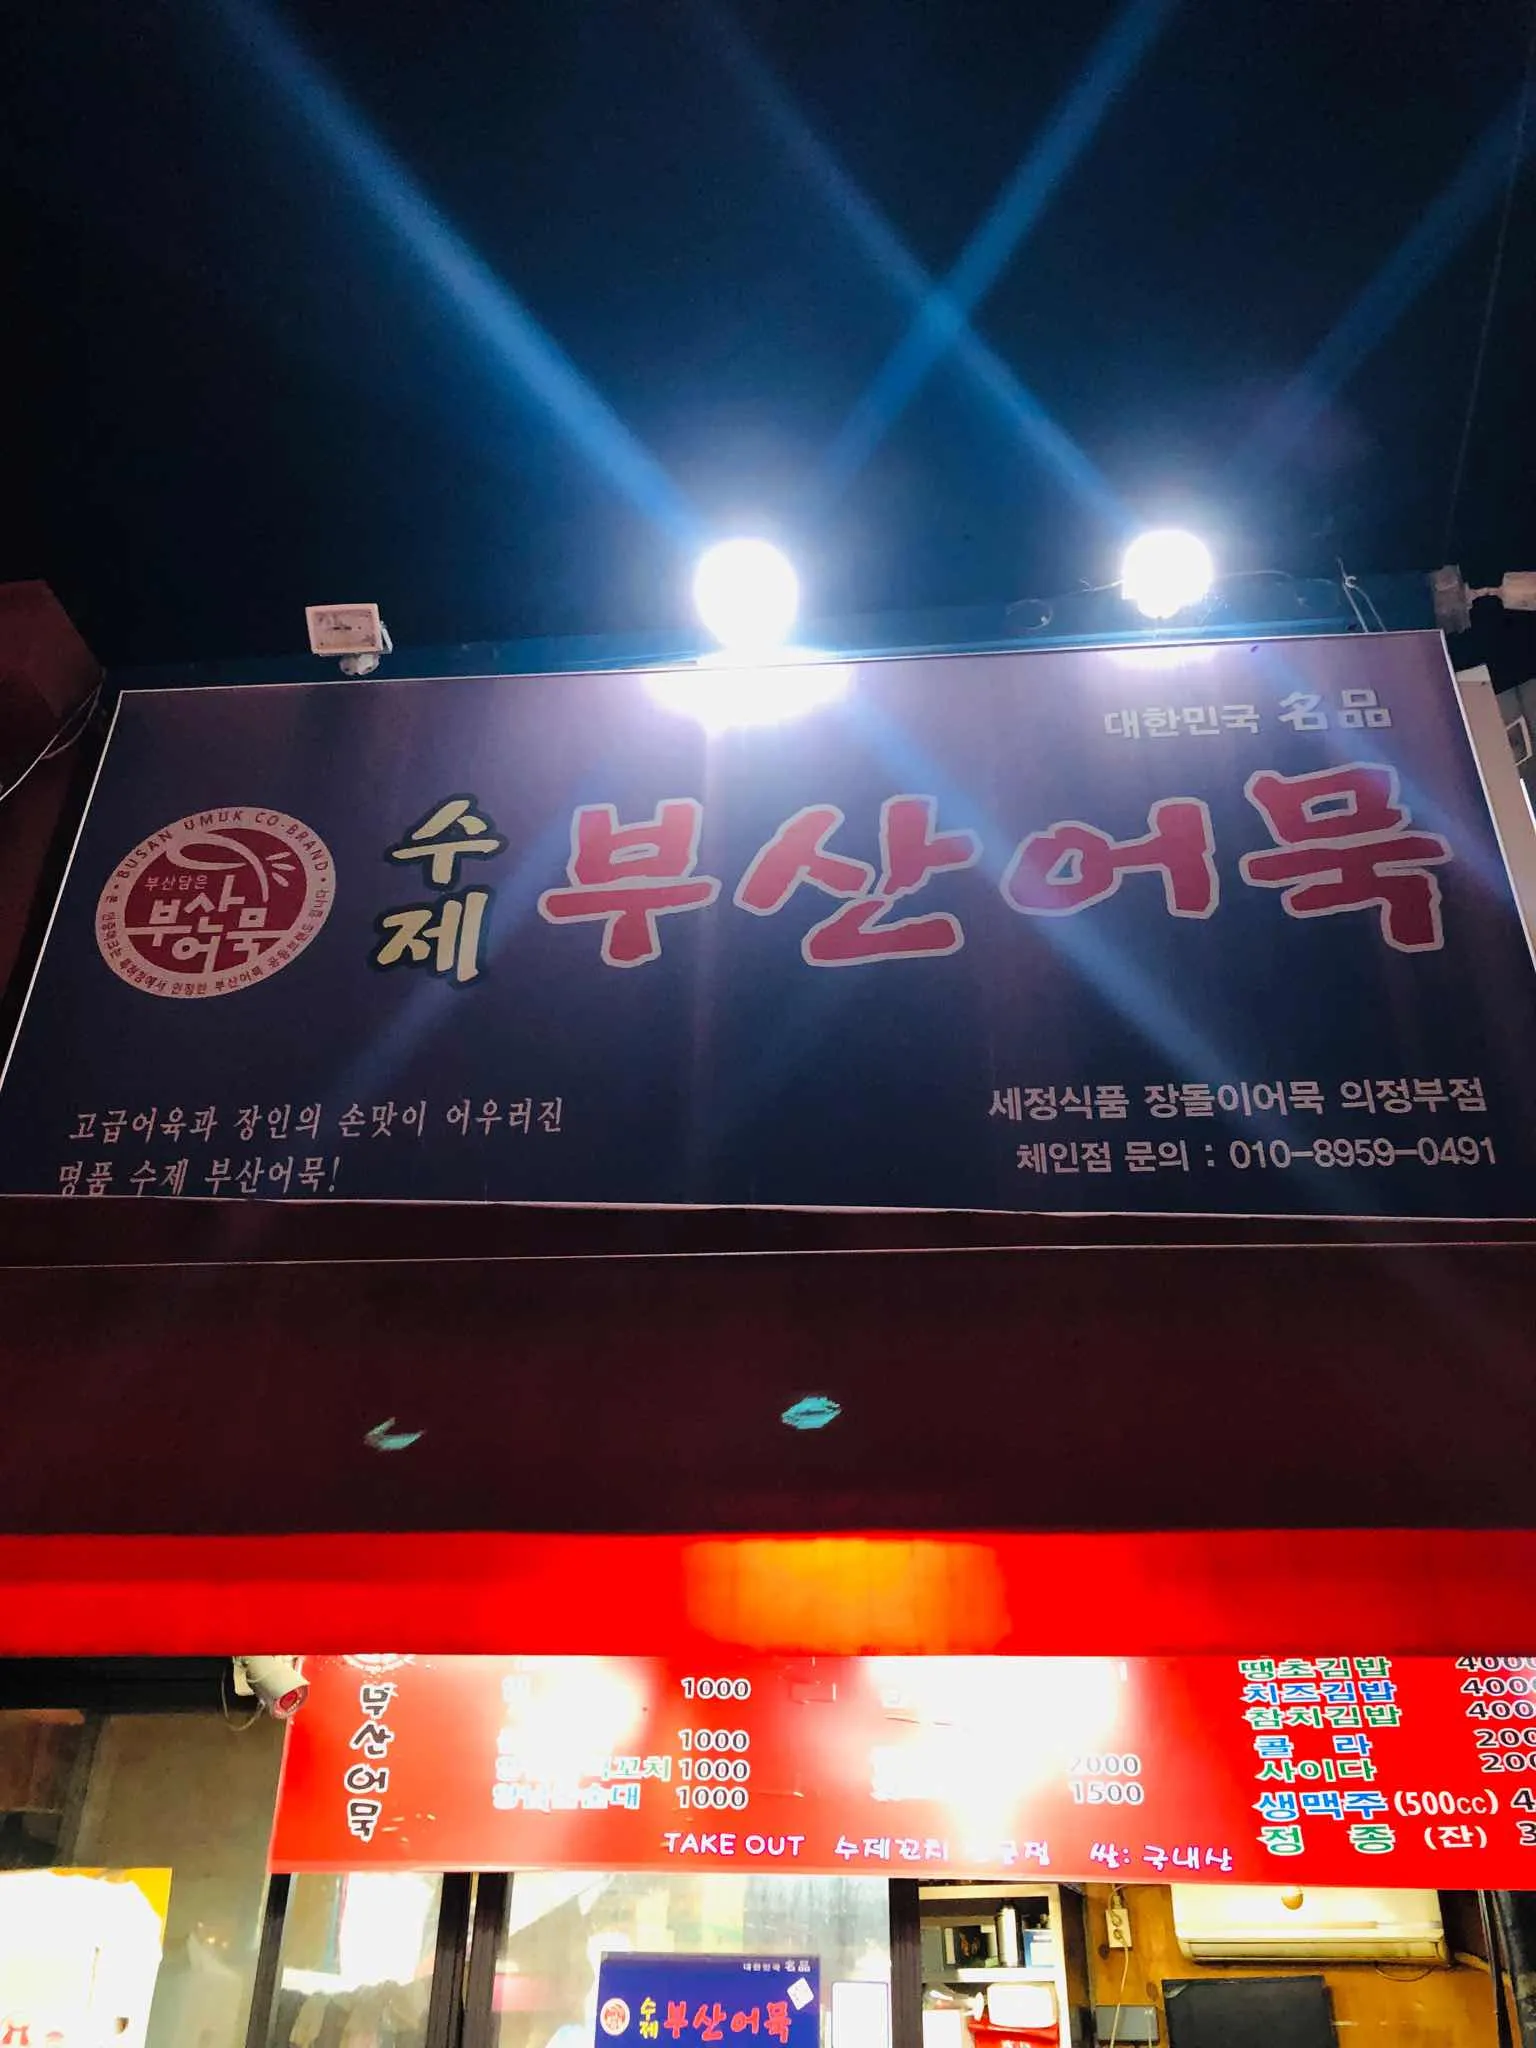 대한민국 名品
BUSAN UMUK CO-BRAND
부산담은
부산
어묵
수제
부산어묵
고급어육과 장인의 손맛이 어우러진
명품 수제 부산어묵!
세정식품 장돌이어묵 의정부점
체인점 문의 : 010-8959-0491
부산어묵
1000
1000
꼬치 1000
순대 1000
2000
1500
TAKE OUT 수제꼬치
쌀: 국내산
땡초김밥
치즈김밥
참치김밥
콜 라
사이다
생맥주 (500cc)
정 종 (잔)
대한민국 名品
수제 부산어묵